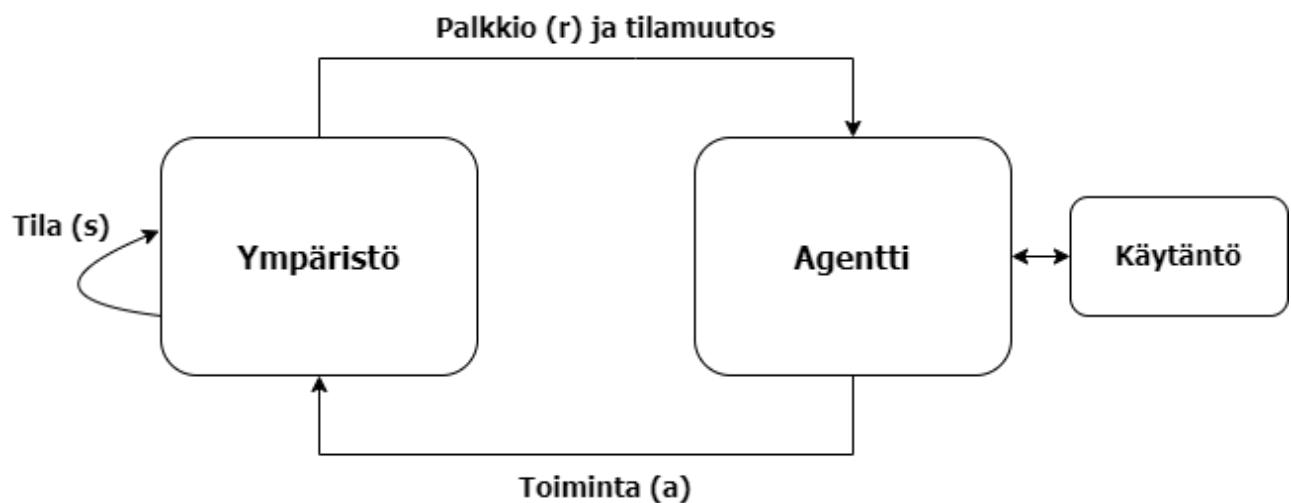 Palkkio (r) ja tilamuutos
Tila (s)
Ympäristö
Agentti
Käytäntö
Toiminta (a)